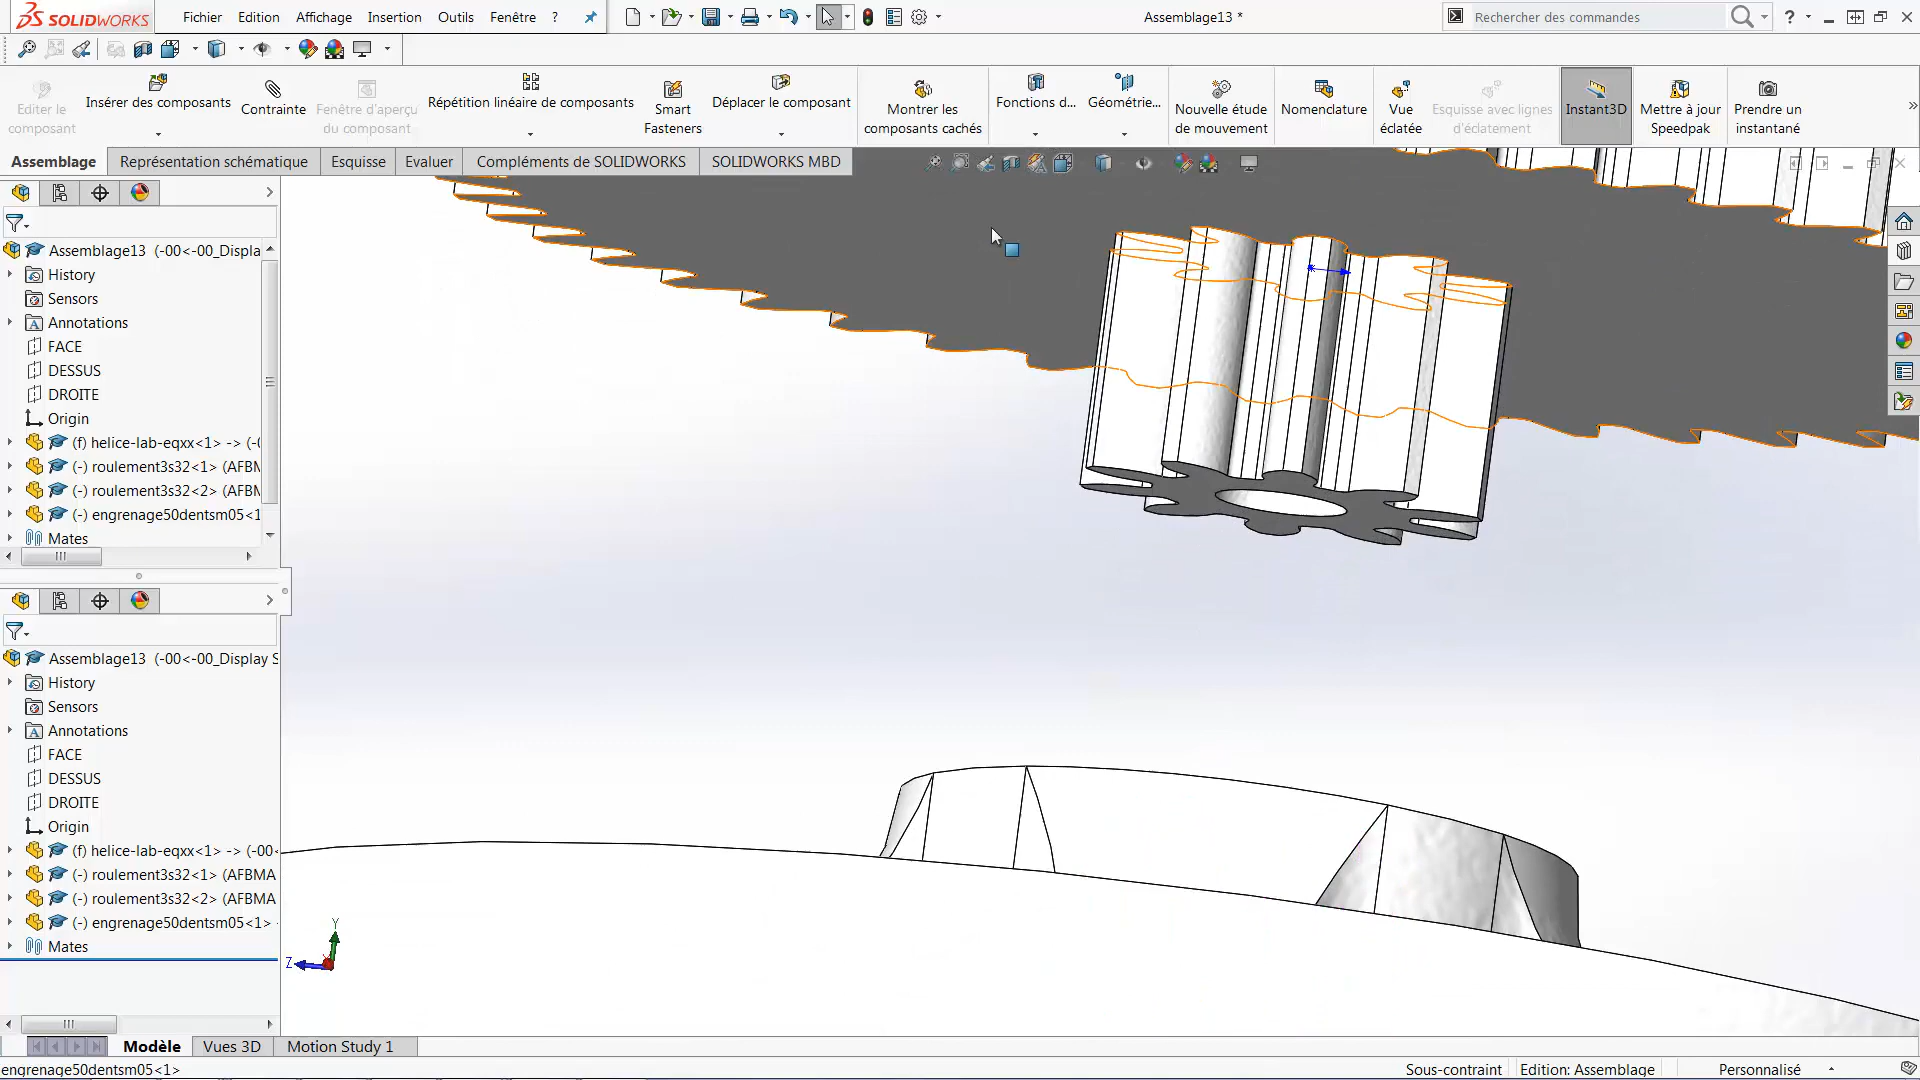 SOLIDWORKS Fichier Edition Affichage Insertion Outils Fenêtre ? Assemblage13 * Rechercher des commandes ?
Editer le composant
Insérer des composants
Contrainte
Fenêtre d'aperçu du composant
Répétition linéaire de composants
Smart Fasteners
Déplacer le composant
Montrer les composants cachés
Fonctions d...
Géométrie...
Nouvelle étude de mouvement
Nomenclature
Vue éclatée
Esquisse avec lignes d'éclatement
Instant3D
Mettre à jour Speedpak
Prendre un instantané
Assemblage Représentation schématique Esquisse Evaluer Compléments de SOLIDWORKS SOLIDWORKS MBD
Assemblage13 (-00<-00_Displa
History
Sensors
Annotations
FACE
DESSUS
DROITE
Origin
(f) helice-lab-eqxx<1> -> (-0
(-) roulement3s32<1> (AFBM
(-) roulement3s32<2> (AFBM
(-) engrenage50dentsm05<1
Mates
Assemblage13 (-00<-00_Display S
History
Sensors
Annotations
FACE
DESSUS
DROITE
Origin
(f) helice-lab-eqxx<1> -> (-00<
(-) roulement3s32<1> (AFBMA
(-) roulement3s32<2> (AFBMA
(-) engrenage50dentsm05<1>
Mates
Y
Z
Modèle Vues 3D Motion Study 1
engrenage50dentsm05<1> Sous-contraint Edition: Assemblage Personnalisé